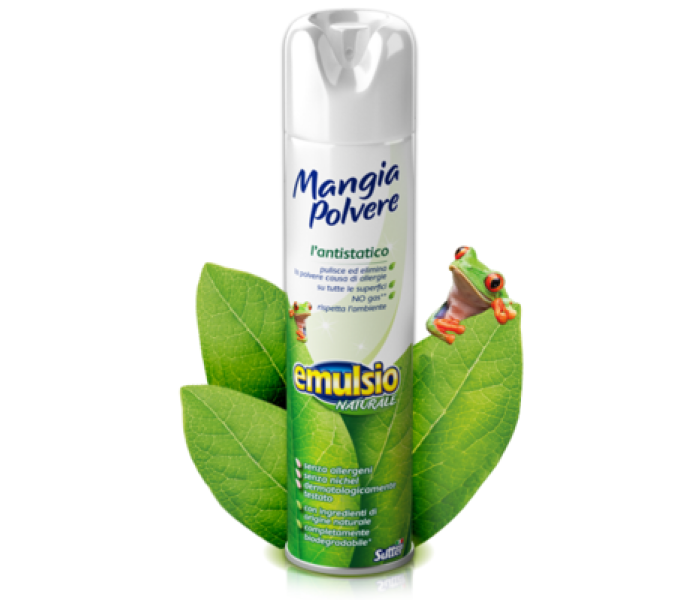 Mangia
Polvere
l'antistatico
pulisce ed elimina
la polvere causa di allergie
su tutte le superfici
NO gas**
rispetta l'ambiente
emulsio
NATURALE
senza allergeni
senza nichel
dermatologicamente
testato
con ingredienti di
origine naturale
completamente
biodegradabile*
Sutter